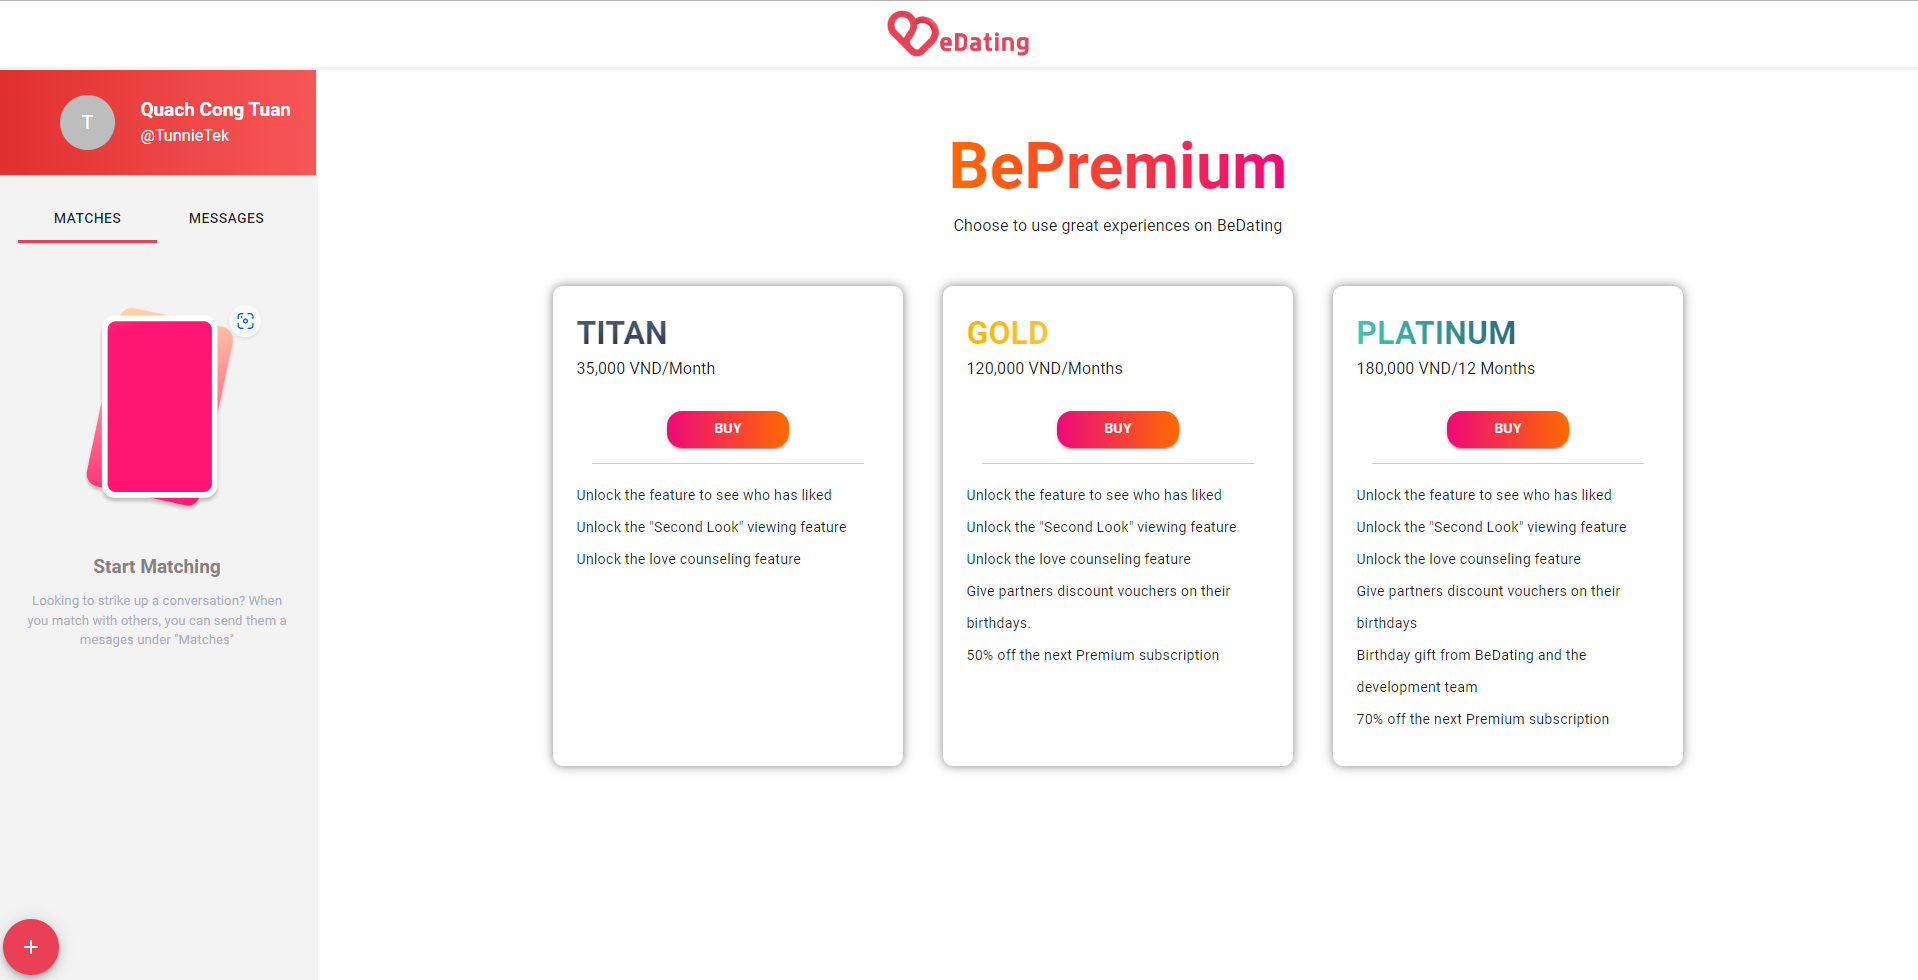 eDating
T
Quach Cong Tuan
@TunnieTek
MATCHES
MESSAGES
Start Matching
Looking to strike up a conversation? When
you match with others, you can send them a
mesages under "Matches"
+
BePremium
Choose to use great experiences on BeDating
TITAN
35,000 VND/Month
BUY
Unlock the feature to see who has liked
Unlock the "Second Look" viewing feature
Unlock the love counseling feature
GOLD
120,000 VND/Months
BUY
Unlock the feature to see who has liked
Unlock the "Second Look" viewing feature
Unlock the love counseling feature
Give partners discount vouchers on their
birthdays.
50% off the next Premium subscription
PLATINUM
180,000 VND/12 Months
BUY
Unlock the feature to see who has liked
Unlock the "Second Look" viewing feature
Unlock the love counseling feature
Give partners discount vouchers on their
birthdays
Birthday gift from BeDating and the
development team
70% off the next Premium subscription